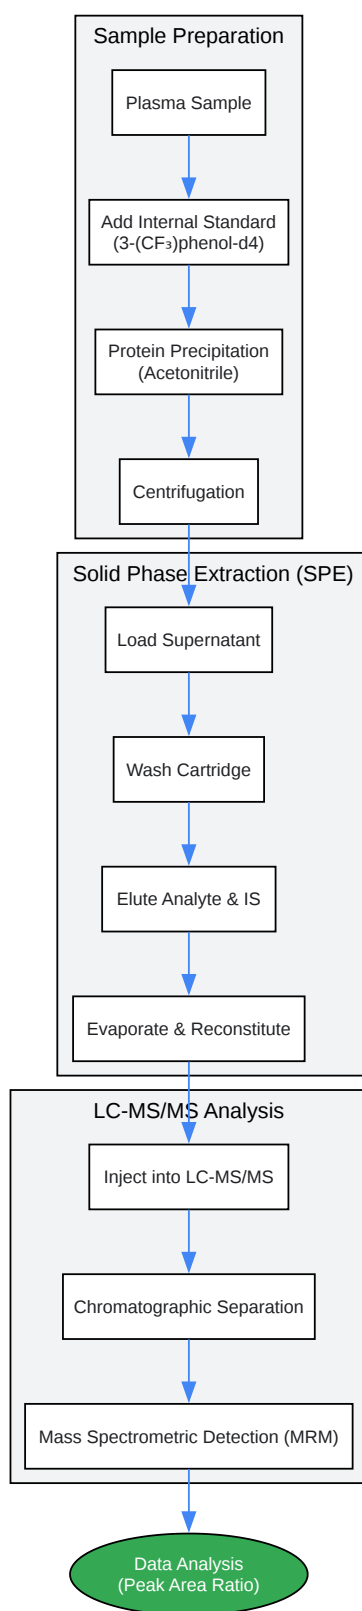 Sample Preparation
Plasma Sample
Add Internal Standard
(3-(CF₃)phenol-d4)
Protein Precipitation
(Acetonitrile)
Centrifugation
Solid Phase Extraction (SPE)
Load Supernatant
Wash Cartridge
Elute Analyte & IS
Evaporate & Reconstitute
LC-MS/MS Analysis
Inject into LC-MS/MS
Chromatographic Separation
Mass Spectrometric Detection (MRM)
Data Analysis
(Peak Area Ratio)